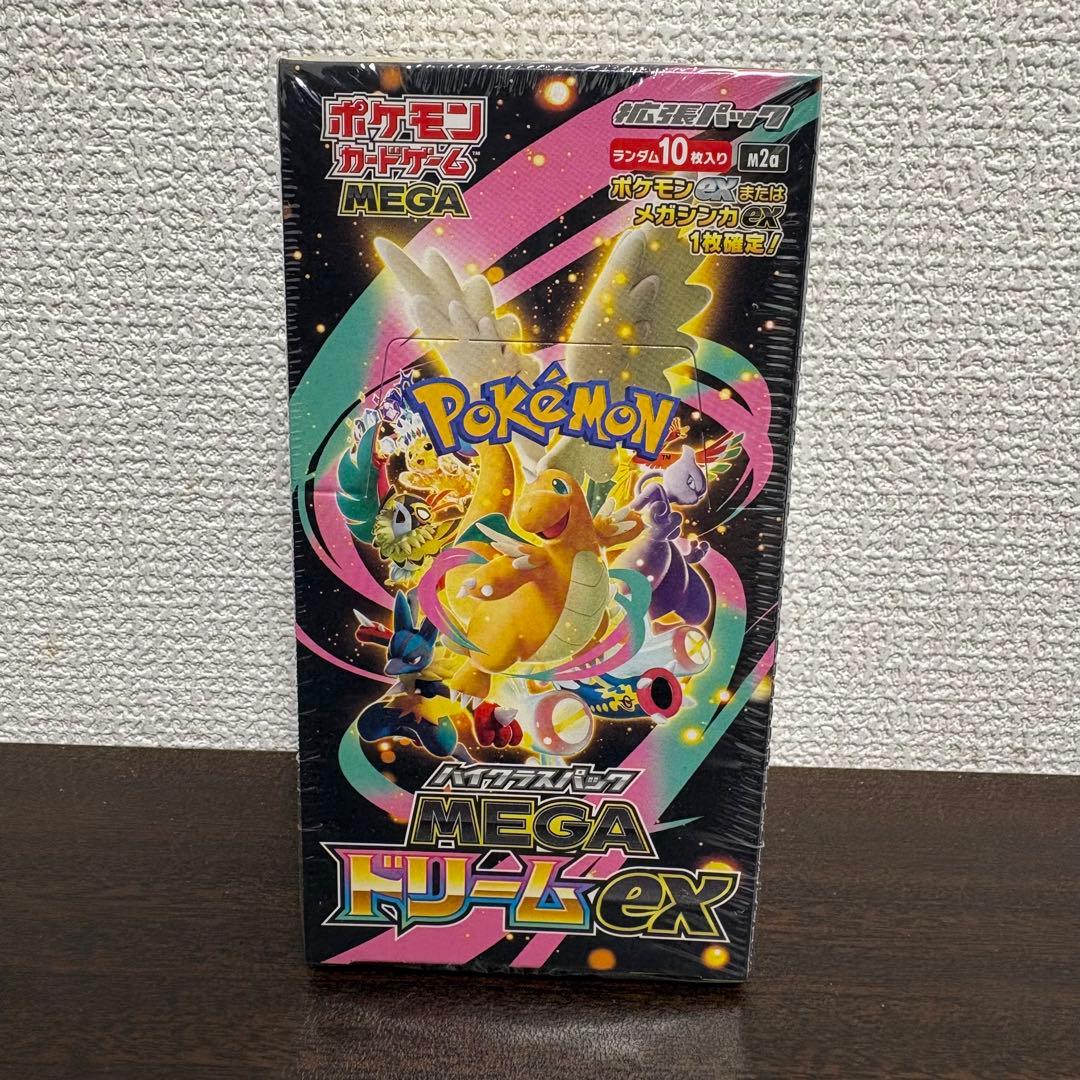 ポケモン
カードゲーム™
MEGA
拡張パック
ランダム10枚入り M2a
ポケモンexまたは
メガシンカex
1枚確定!
POKéMON™
ハイクラスパック
MEGA
ドリームex